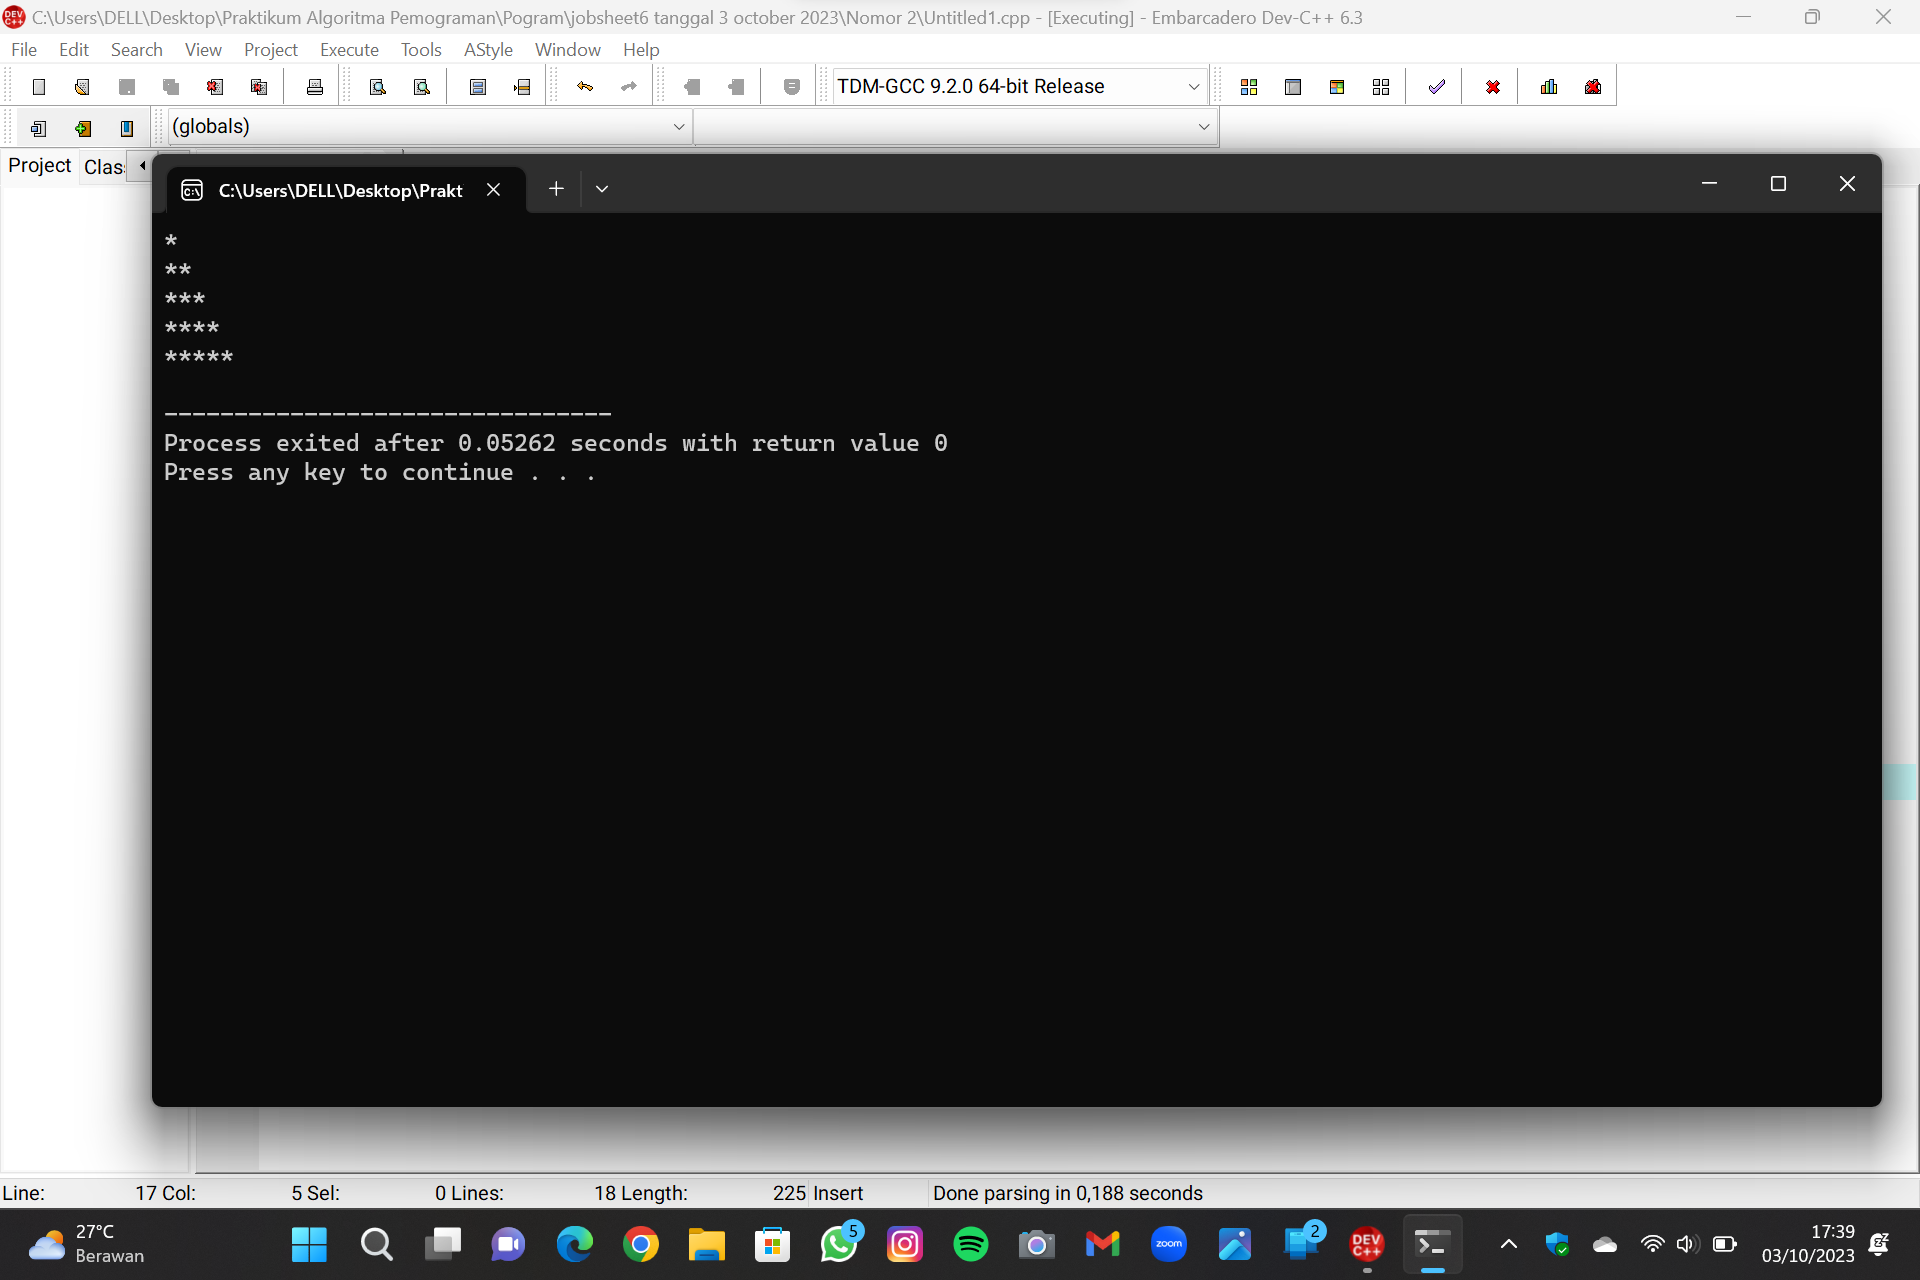 C:\Users\DELL\Desktop\Praktikum Algoritma Pemograman\Pogram\jobsheet6 tanggal 3 october 2023\Nomor 2\Untitled1.cpp - [Executing] - Embarcadero Dev-C++ 6.3
File Edit Search View Project Execute Tools AStyle Window Help
TDM-GCC 9.2.0 64-bit Release
(globals)
Project Clas
C:\Users\DELL\Desktop\Prakt
*
**
***
****
*****
--------------------------------
Process exited after 0.05262 seconds with return value 0
Press any key to continue . . .
Line: 17 Col: 5 Sel: 0 Lines: 18 Length: 225 Insert Done parsing in 0,188 seconds
27°C
Berawan
5
zoom
2
DEV
C++
17:39
03/10/2023